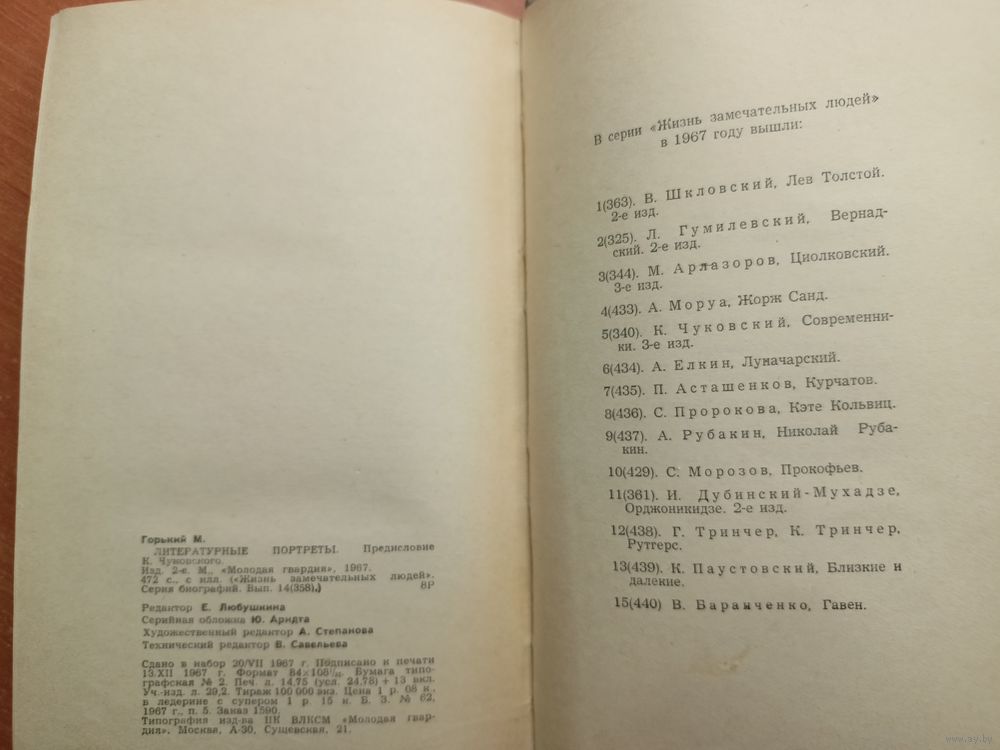 Горький М.
ЛИТЕРАТУРНЫЕ ПОРТРЕТЫ. Предисловие
К. Чуковского.
Изд. 2-е. М., «Молодая гвардия», 1967.
472 с., с илл. («Жизнь замечательных людей».
Серия биографий. Вып. 14(358).)
8Р
Редактор Е. Любушкина
Серийная обложка Ю. Арндта
Художественный редактор А. Степанова
Технический редактор В. Савельева
Сдано в набор 20/VII 1967 г. Подписано к печати
13.XII 1967 г. Формат 84×108¹/₃₂. Бумага типо-
графская № 2. Печ. л. 14,75 (усл. 24,78) + 13 вкл.
Уч.-изд. л. 29,2. Тираж 100 000 экз. Цена 1 р. 08 к.,
в ледерине с супером 1 р. 15 к. Б. З. № 62,
1967 г., п. 5. Заказ 1590.
Типография изд-ва ЦК ВЛКСМ «Молодая гвар-
дия», Москва, А-30, Сущевская, 21.
В серии «Жизнь замечательных людей»
в 1967 году вышли:
1(363). В. Шкловский, Лев Толстой.
2-е изд.
2(325). Л. Гумилевский, Вернад-
ский. 2-е изд.
3(344). М. Арлазоров, Циолковский.
3-е изд.
4(433). А. Моруа, Жорж Санд.
5(340). К. Чуковский, Современни-
ки. 3-е изд.
6(434). А. Елкин, Луначарский.
7(435). П. Асташенков, Курчатов.
8(436). С. Пророкова, Кэте Кольвиц.
9(437). А. Рубакин, Николай Руба-
кин.
10(429). С. Морозов, Прокофьев.
11(361). И. Дубинский-Мухадзе,
Орджоникидзе. 2-е изд.
12(438). Г. Тринчер, К. Тринчер,
Рутгерс.
13(439). К. Паустовский, Близкие и
далекие.
15(440) В. Баранченко, Гавен.
www.ay.by